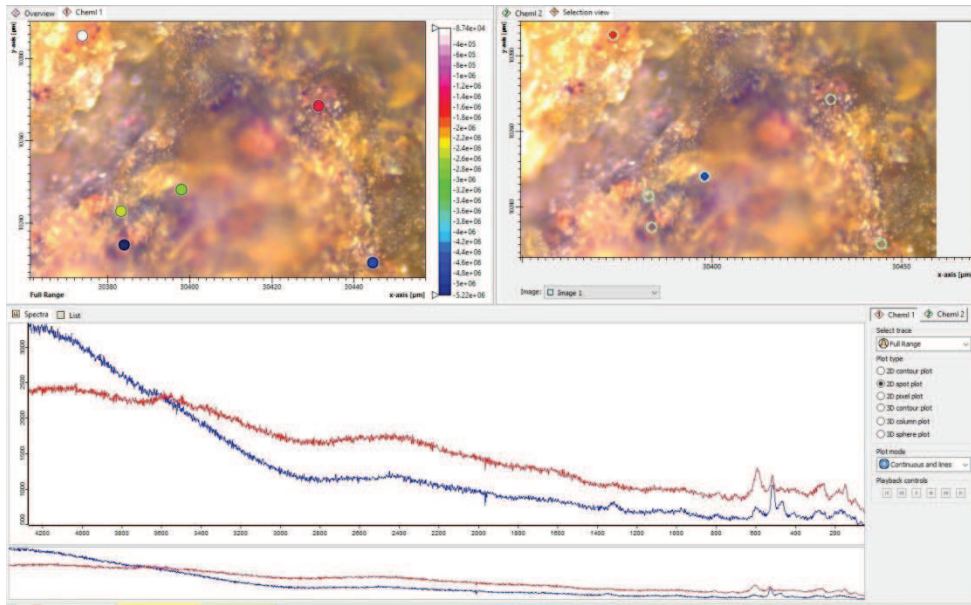 Overview ChemI 1
ChemI 2 Selection view
y-axis [µm]
30380
30400
30420
30440
x-axis [µm]
Full Range
-8.74e+04
-4e+05
-6e+05
-8e+05
-1e+06
-1.2e+06
-1.4e+06
-1.6e+06
-1.8e+06
-2e+06
-2.2e+06
-2.4e+06
-2.6e+06
-2.8e+06
-3e+06
-3.2e+06
-3.4e+06
-3.6e+06
-3.8e+06
-4e+06
-4.2e+06
-4.4e+06
-4.6e+06
-4.8e+06
-5e+06
-5.22e+06
y-axis [µm]
30400
30450
x-axis [µm]
Image: Image 1
Spectra List
3000
2500
2000
1500
1000
500
4200 4000 3800 3600 3400 3200 3000 2800 2600 2400 2200 2000 1800 1600 1400 1200 1000 800 600 400 200
ChemI 1 ChemI 2
Select trace
Full Range
Plot type
2D contour plot
2D spot plot
2D pixel plot
3D contour plot
3D column plot
3D sphere plot
Plot mode
Continuous and lines
Playback controls